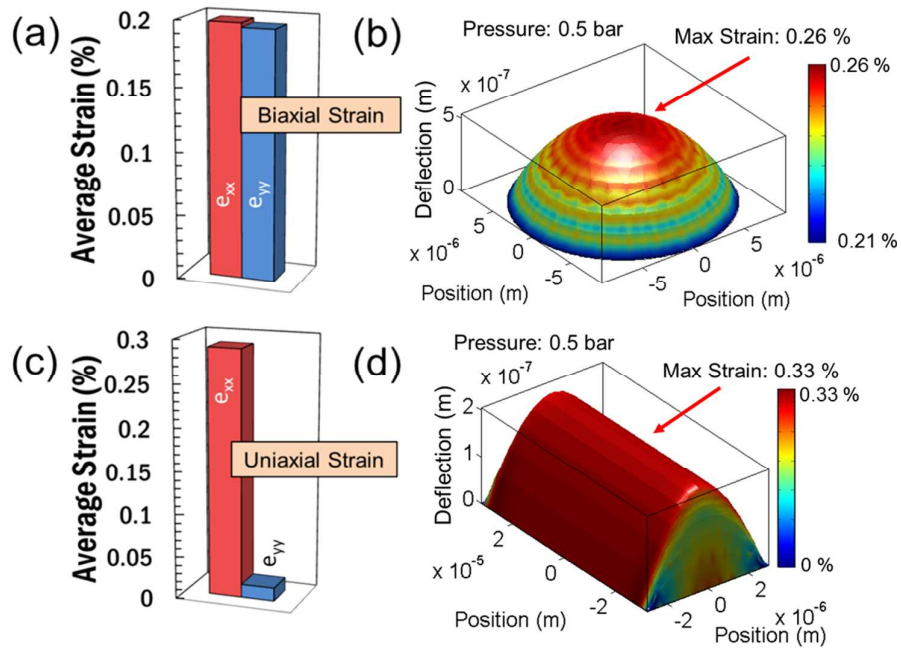 (a)
Average Strain (%)
0.2
0.15
0.1
0.05
0
e_xx
e_yy
Biaxial Strain
(b)
Pressure: 0.5 bar
Max Strain: 0.26 %
x 10^-7
Deflection (m)
5
0
5
0
-5
x 10^-6
Position (m)
-5
0
5
x 10^-6
Position (m)
0.26 %
0.21 %
(c)
Average Strain (%)
0.3
0.25
0.2
0.15
0.1
0.05
0
e_xx
e_yy
Uniaxial Strain
(d)
Pressure: 0.5 bar
Max Strain: 0.33 %
x 10^-7
Deflection (m)
2
1
0
2
0
-2
x 10^-5
Position (m)
-2
0
2
x 10^-6
Position (m)
0.33 %
0 %